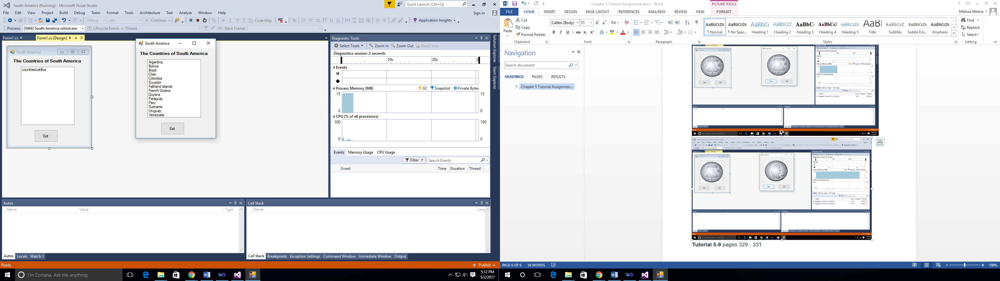 South America (Running) - Microsoft Visual Studio
Quick Launch (Ctrl+Q)
File Edit View Project Build Debug Team Format Tools Architecture Test Analyze Window Help
Sign in
Debug x86 Continue Code Map Application Insights
Process: [9468] South America.vshost.exe Lifecycle Events Thread: Stack Frame:
Form1.cs Form1.cs [Design]
South America
The Countries of South America
countriesListBox
Exit
South America
The Countries of South America
Argentina
Bolivia
Brazil
Chile
Colombia
Ecuador
Falkland Islands
French Guiana
Guyana
Paraguay
Peru
Suriname
Uruguay
Venezuela
Exit
Diagnostic Tools
Select Tools Zoom In Zoom Out Reset View
Diagnostics session: 2 seconds
10s 20s 3
Events
Process Memory (MB) GC Snapshot Private Bytes
15 15
0 0
CPU (% of all processors)
100 100
0 0
Events Memory Usage CPU Usage
Filter Search Events
Event Time Duration Thread
Solution Explorer
Team Explorer
Autos
Name Value Type
Autos Locals Watch 1
Call Stack
Name Lang
Call Stack Breakpoints Exception Settings Command Window Immediate Window Output
Ready Publish
I'm Cortana. Ask me anything.
5:12 PM
5/2/2017
Chapter 5 Tutorial Assignment.docx - Word
PICTURE TOOLS
FILE HOME INSERT DESIGN PAGE LAYOUT REFERENCES MAILINGS REVIEW VIEW FORMAT
Melissa Meline
Paste
Cut
Copy
Format Painter
Clipboard
Calibri (Body) 11
Font
Paragraph
AaBbCcDc AaBbCcDc AaBbCc AaBbCcD AaBbCc AaBbCc AaBbCcDc AaBl AaBbCcD AaBbCcDc AaBbCcDc
¶ Normal ¶ No Spac... Heading 1 Heading 2 Heading 3 Heading 4 Heading 5 Title Subtitle Subtle Em... Emphasis
Styles
Find
Replace
Select
Editing
Navigation
Search document
HEADINGS PAGES RESULTS
Chapter 5 Tutorial Assignmen...
Tutorial 5-9 pages 329 - 331
PAGE 6 OF 6 56 WORDS
100%